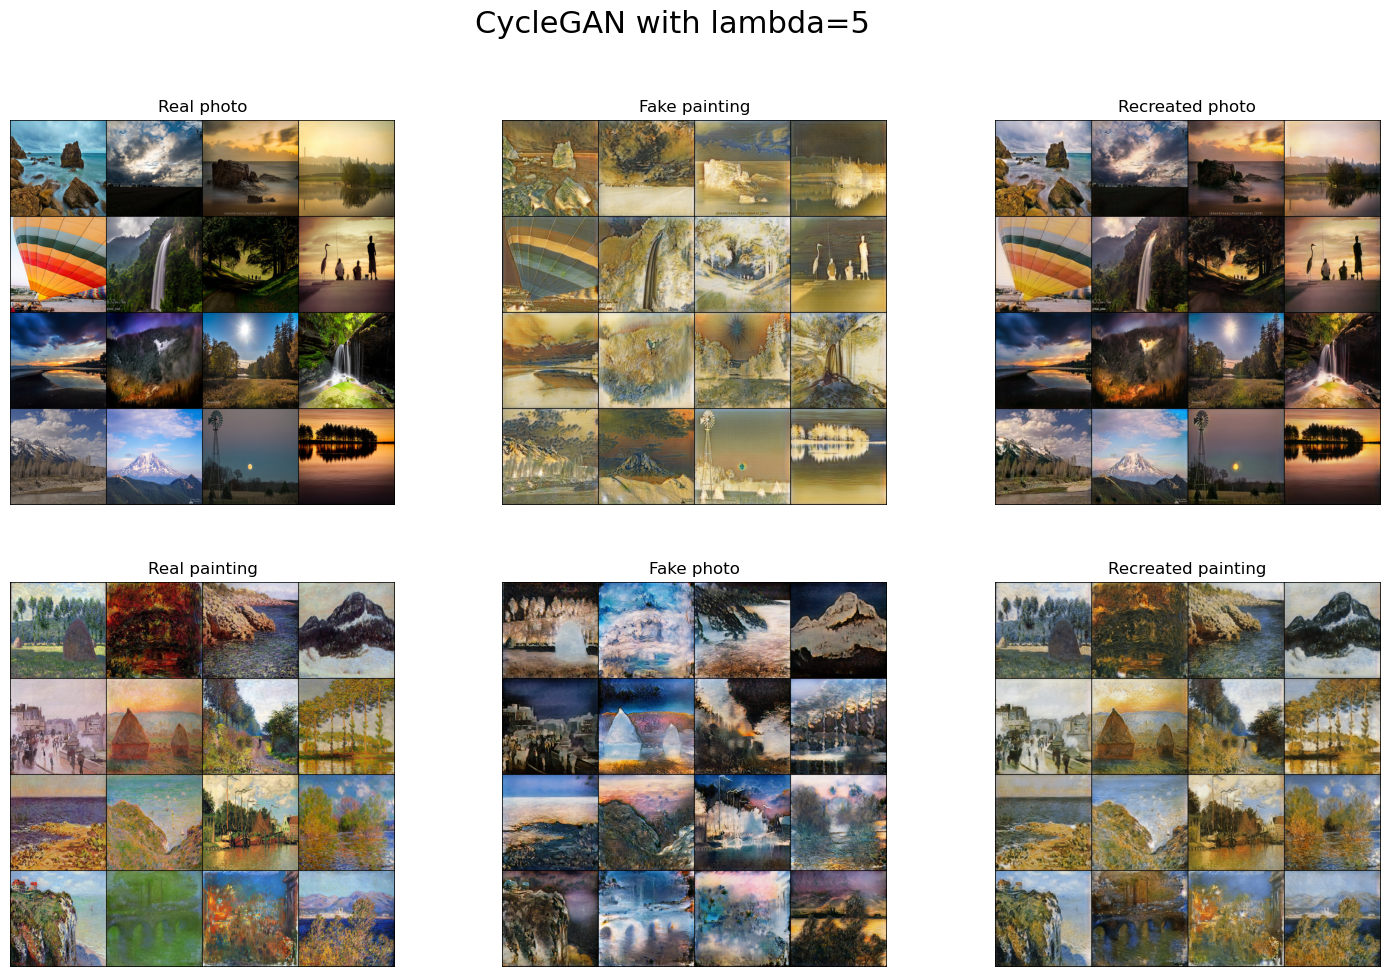 CycleGAN with lambda=5
Real photo
Fake painting
Recreated photo
Real painting
Fake photo
Recreated painting